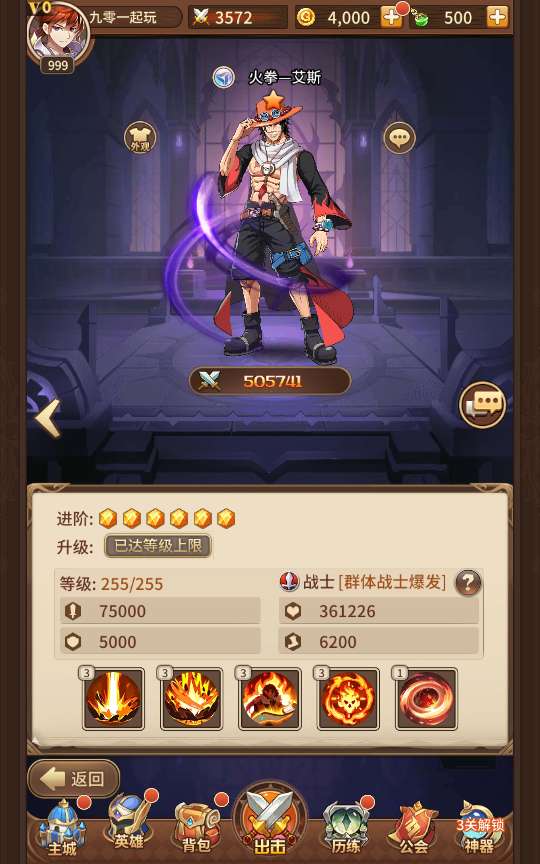 V0
九零一起玩
3572
4,000
500
999
火拳—艾斯
外观
505741
进阶:
升级: 已达等级上限
等级: 255/255
战士 [群体战士爆发] ?
75000
361226
5000
6200
3 3 3 3 1
返回
主城 英雄 背包 出击 历练 公会 神器
3关解锁